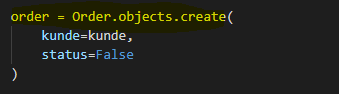 order = Order.objects.create(
    kunde=kunde,
    status=False
)